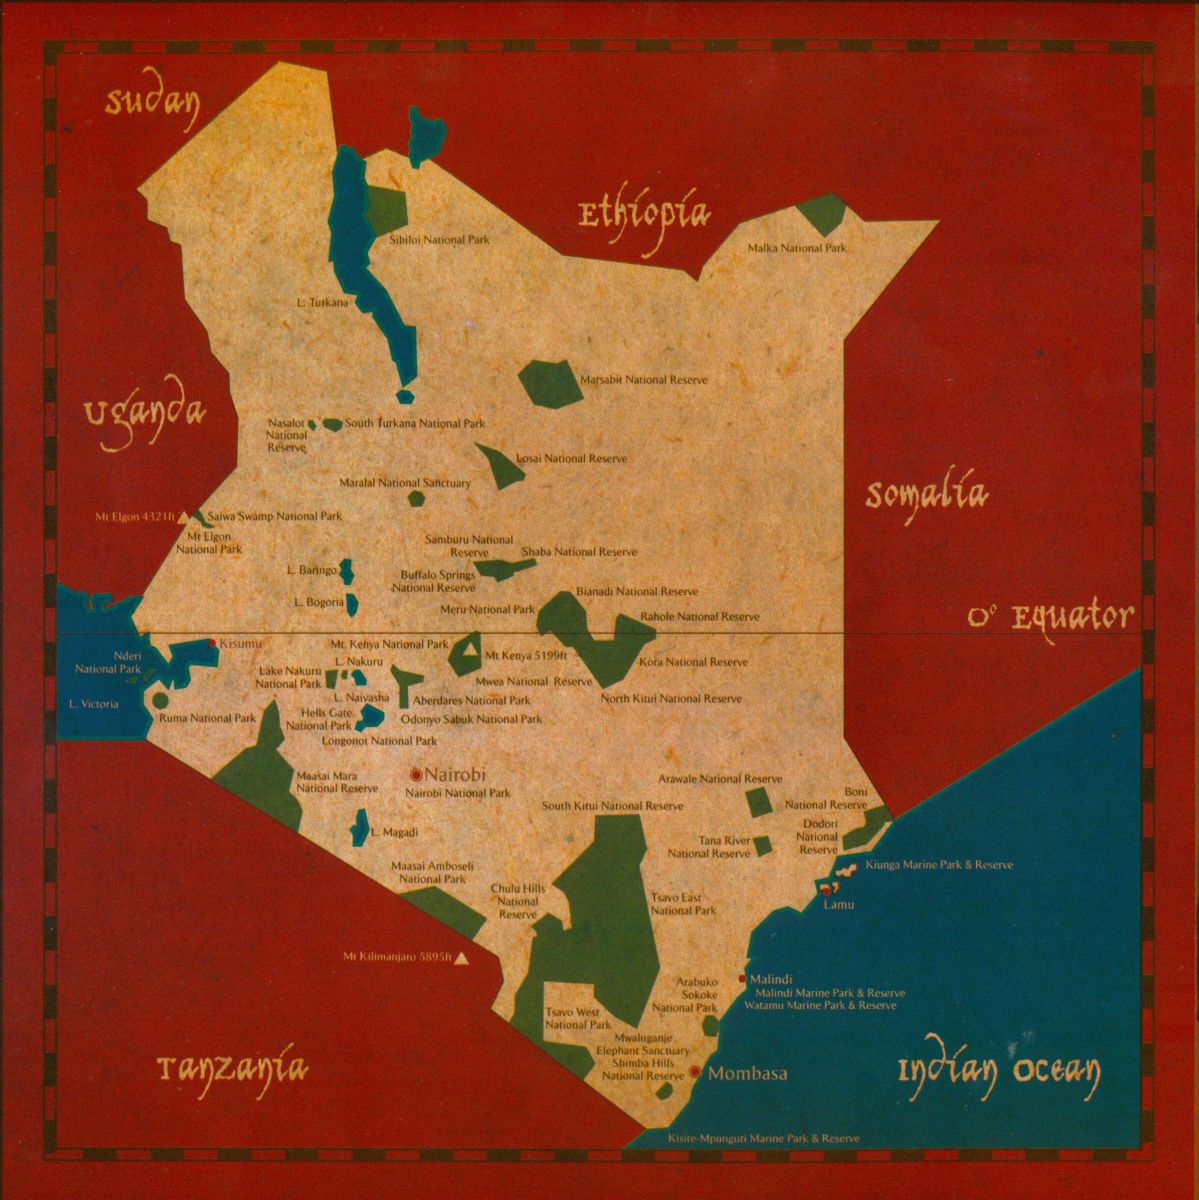 Sudan
Ethiopia
Malka National Park
Sibiloi National Park
L. Turkana
Marsabit National Reserve
Uganda
Nasalot
National
Reserve
South Turkana National Park
Losai National Reserve
Maralal National Sanctuary
Somalia
Mt Elgon 4321ft
Saiwa Swamp National Park
Mt Elgon
National Park
Samburu National
Reserve
Shaba National Reserve
L. Baringo
Buffalo Springs
National Reserve
Bianadi National Reserve
L. Bogoria
Meru National Park
Rahole National Reserve
0° Equator
Kisumu
Mt. Kenya National Park
Mt Kenya 5199ft
Nderi
National Park
L. Nakuru
Kora National Reserve
Lake Nakuru
National Park
Mwea National Reserve
L. Naivasha
Aberdares National Park
North Kitui National Reserve
L. Victoria
Ruma National Park
Hells Gate
National Park
Odonyo Sabuk National Park
Longonot National Park
Maasai Mara
National Reserve
Nairobi
Nairobi National Park
Arawale National Reserve
Boni
National Reserve
South Kitui National Reserve
Dodori
National
Reserve
L. Magadi
Tana River
National Reserve
Maasai Amboseli
National Park
Kiunga Marine Park & Reserve
Chulu Hills
National
Reserve
Tsavo East
National Park
Lamu
Mt Kilimanjaro 5895ft
Malindi
Malindi Marine Park & Reserve
Watamu Marine Park & Reserve
Arabuko
Sokoke
National Park
Tsavo West
National Park
Mwaluganje
Elephant Sanctuary
Shimba Hills
National Reserve
Mombasa
Tanzania
Indian Ocean
Kisite-Mpunguti Marine Park & Reserve